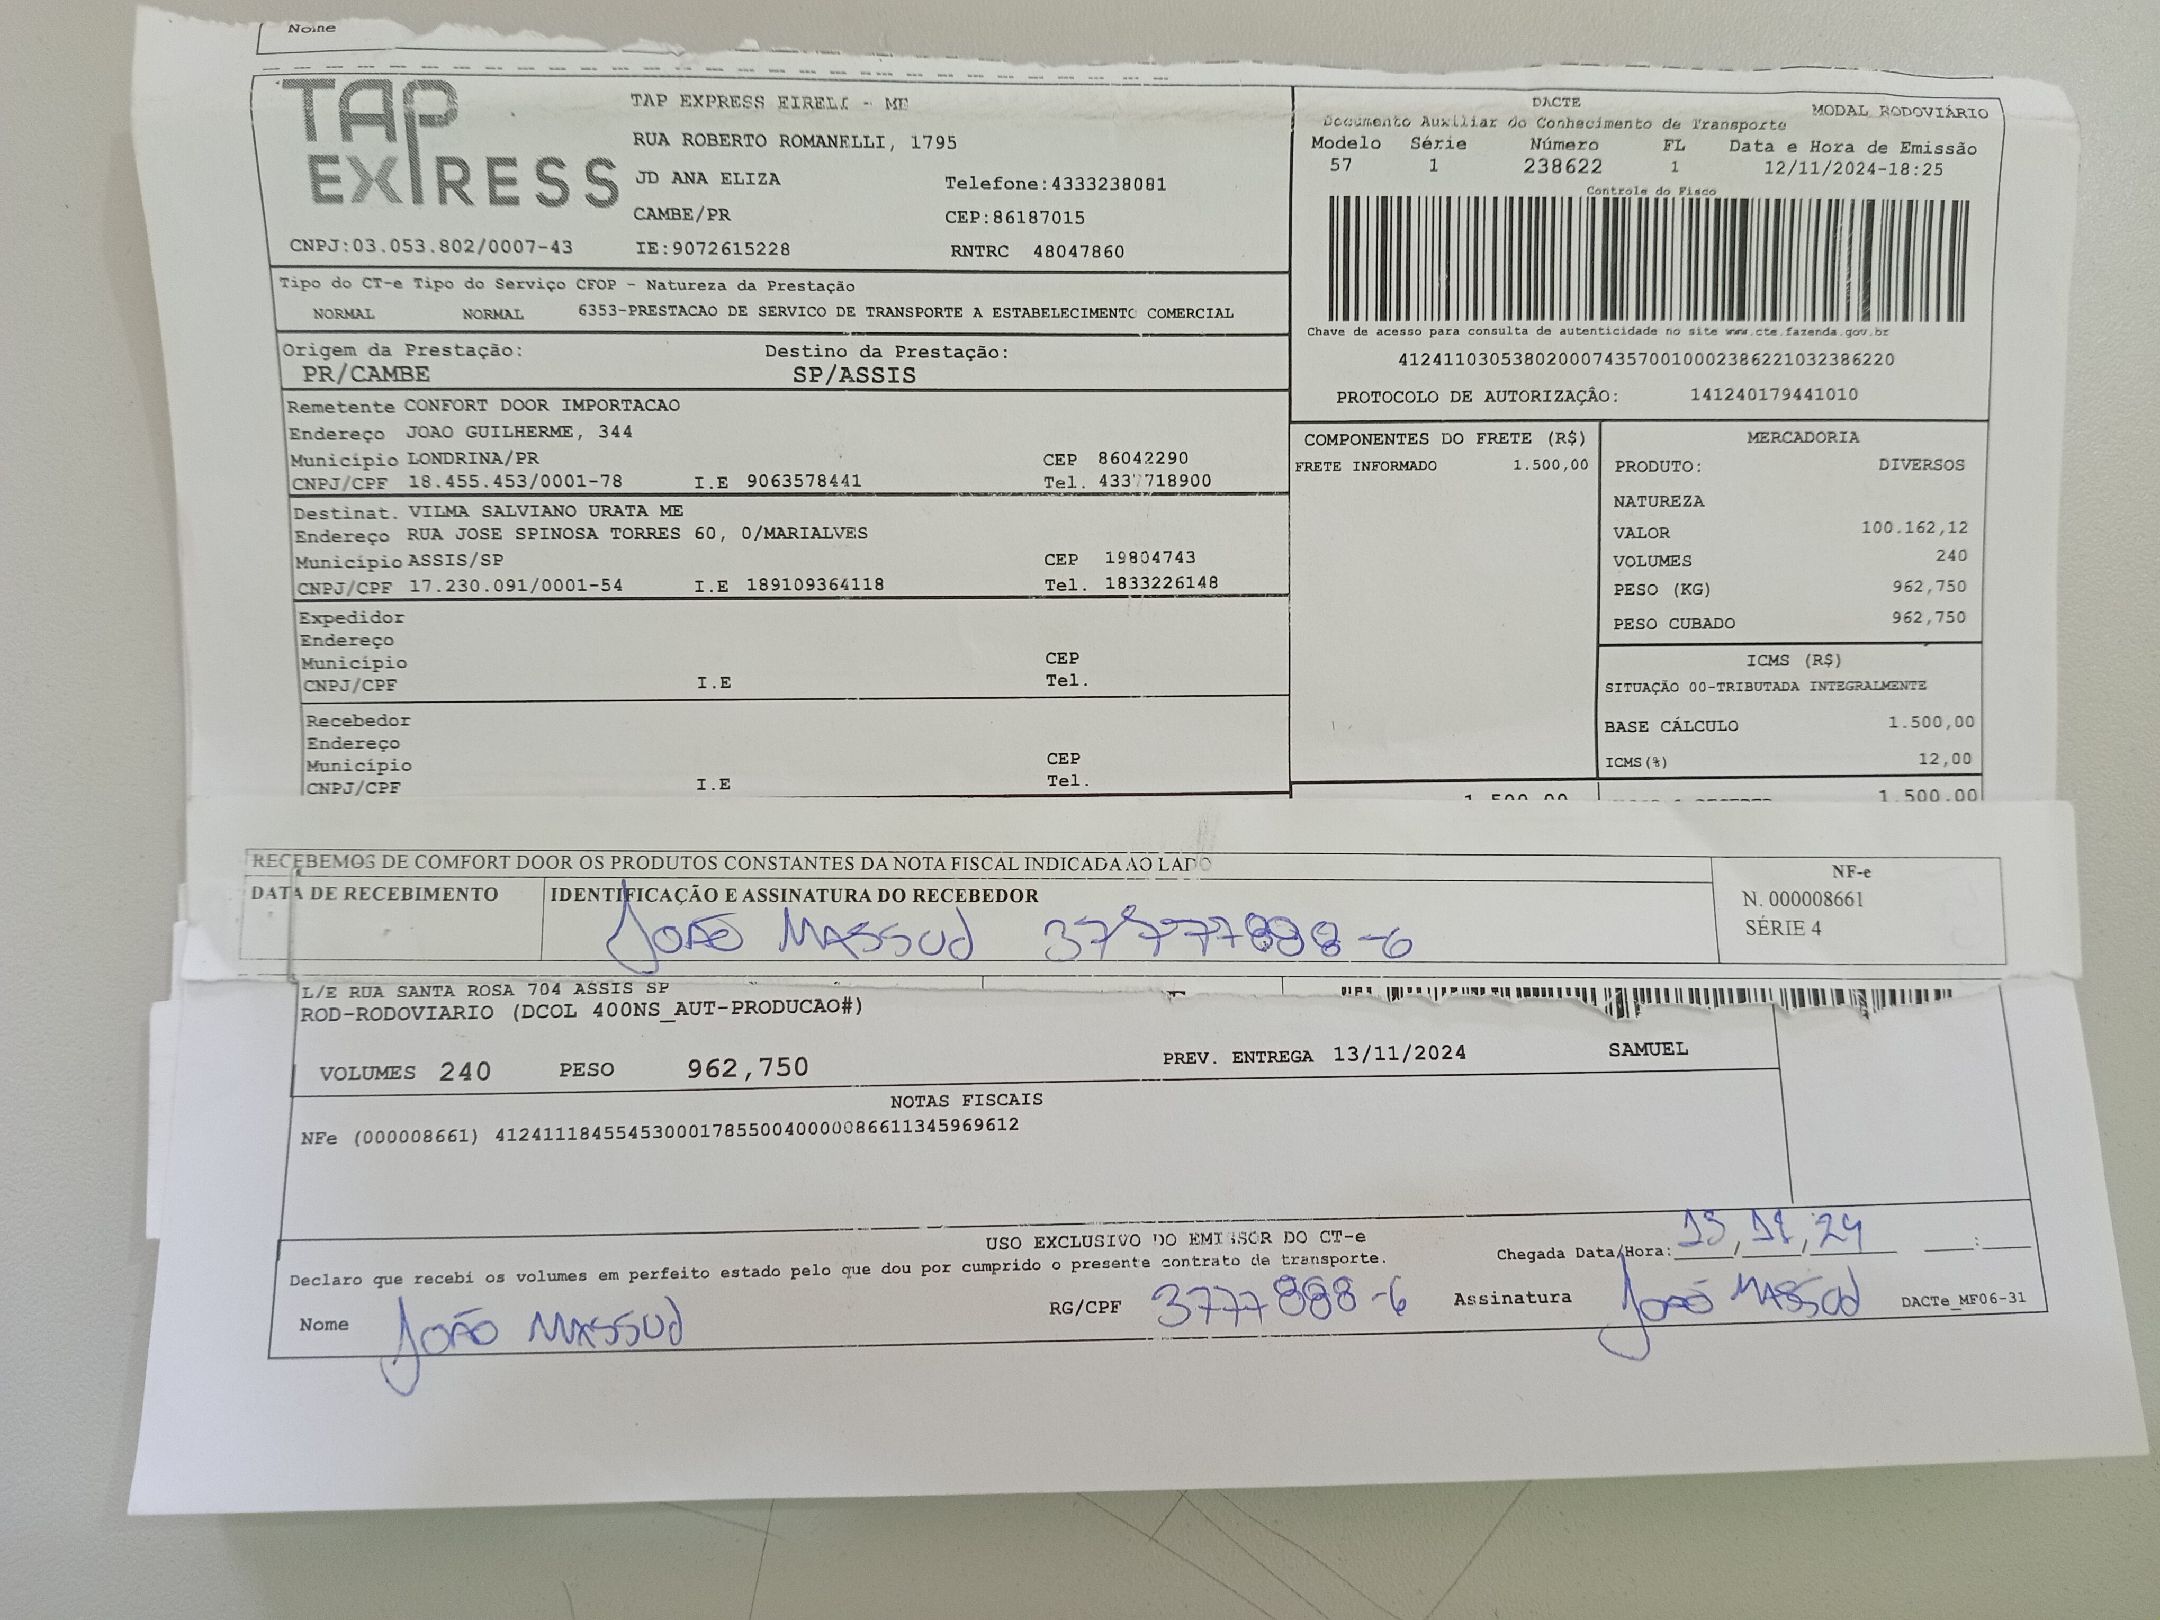 Nome
TAP EXPRESS
TAP EXPRESS EIRELI - ME
RUA ROBERTO ROMANELLI, 1795
JD ANA ELIZA
Telefone:4333238081
CAMBE/PR
CEP:86187015
CNPJ:03.053.802/0007-43
IE:9072615228
RNTRC 48047860
DACTE
MODAL RODOVIÁRIO
Documento Auxiliar do Conhecimento de Transporte
Modelo Série Número FL Data e Hora de Emissão
57 1 238622 1 12/11/2024-18:25
Controle do Fisco
Chave de acesso para consulta de autenticidade no site www.cte.fazenda.gov.br
41241103053802000743570010002386221032386220
PROTOCOLO DE AUTORIZAÇÂO: 141240179441010
Tipo do CT-e Tipo do Serviço CFOP - Natureza da Prestação
NORMAL NORMAL 6353-PRESTACAO DE SERVICO DE TRANSPORTE A ESTABELECIMENTO COMERCIAL
Origem da Prestação: Destino da Prestação:
PR/CAMBE SP/ASSIS
Remetente CONFORT DOOR IMPORTACAO
Endereço JOAO GUILHERME, 344
Município LONDRINA/PR CEP 86042290
CNPJ/CPF 18.455.453/0001-78 I.E 9063578441 Tel. 4337718900
Destinat. VILMA SALVIANO URATA ME
Endereço RUA JOSE SPINOSA TORRES 60, 0/MARIALVES
Município ASSIS/SP CEP 19804743
CNPJ/CPF 17.230.091/0001-54 I.E 189109364118 Tel. 1833226148
Expedidor
Endereço
Município CEP
CNPJ/CPF I.E Tel.
Recebedor
Endereço
Município CEP
CNPJ/CPF I.E Tel.
COMPONENTES DO FRETE (R$)
FRETE INFORMADO 1.500,00
MERCADORIA
PRODUTO: DIVERSOS
NATUREZA
VALOR 100.162,12
VOLUMES 240
PESO (KG) 962,750
PESO CUBADO 962,750
ICMS (R$)
SITUAÇÃO 00-TRIBUTADA INTEGRALMENTE
BASE CÁLCULO 1.500,00
ICMS(%) 12,00
1.500,00 1.500,00
RECEBEMOS DE COMFORT DOOR OS PRODUTOS CONSTANTES DA NOTA FISCAL INDICADA AO LADO
DATA DE RECEBIMENTO IDENTIFICAÇÃO E ASSINATURA DO RECEBEDOR
JOÃO MASSUD
NF-e
N. 000008661
SÉRIE 4
L/E RUA SANTA ROSA 704 ASSIS SP
ROD-RODOVIARIO (DCOL 400NS_AUT-PRODUCAO#)
VOLUMES 240 PESO 962,750 PREV. ENTREGA 13/11/2024 SAMUEL
NOTAS FISCAIS
NFe (000008661) 41241118455453000178550040000086611345969612
USO EXCLUSIVO DO EMISSOR DO CT-e
Chegada Data/Hora: 13/11/24 __:__
Declaro que recebi os volumes em perfeito estado pelo que dou por cumprido o presente contrato de transporte.
Nome JOÃO MASSUD RG/CPF 3777888-6 Assinatura JOÃO MASSUD DACTe_MF06-31